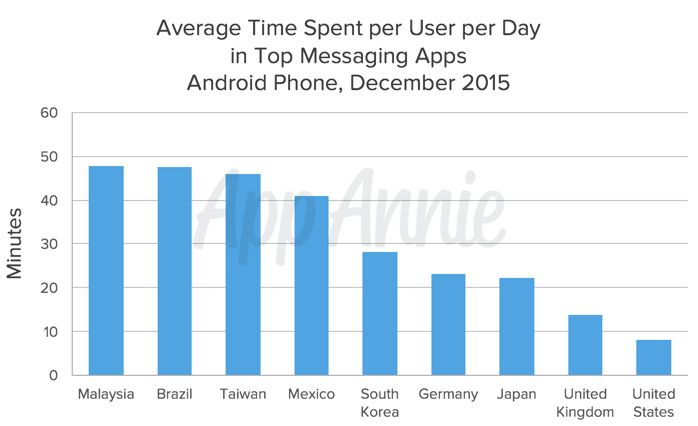 Average Time Spent per User per Day
in Top Messaging Apps
Android Phone, December 2015
60
50
40
30
20
10
0
Minutes
App Annie
Malaysia
Brazil
Taiwan
Mexico
South
Korea
Germany
Japan
United
Kingdom
United
States